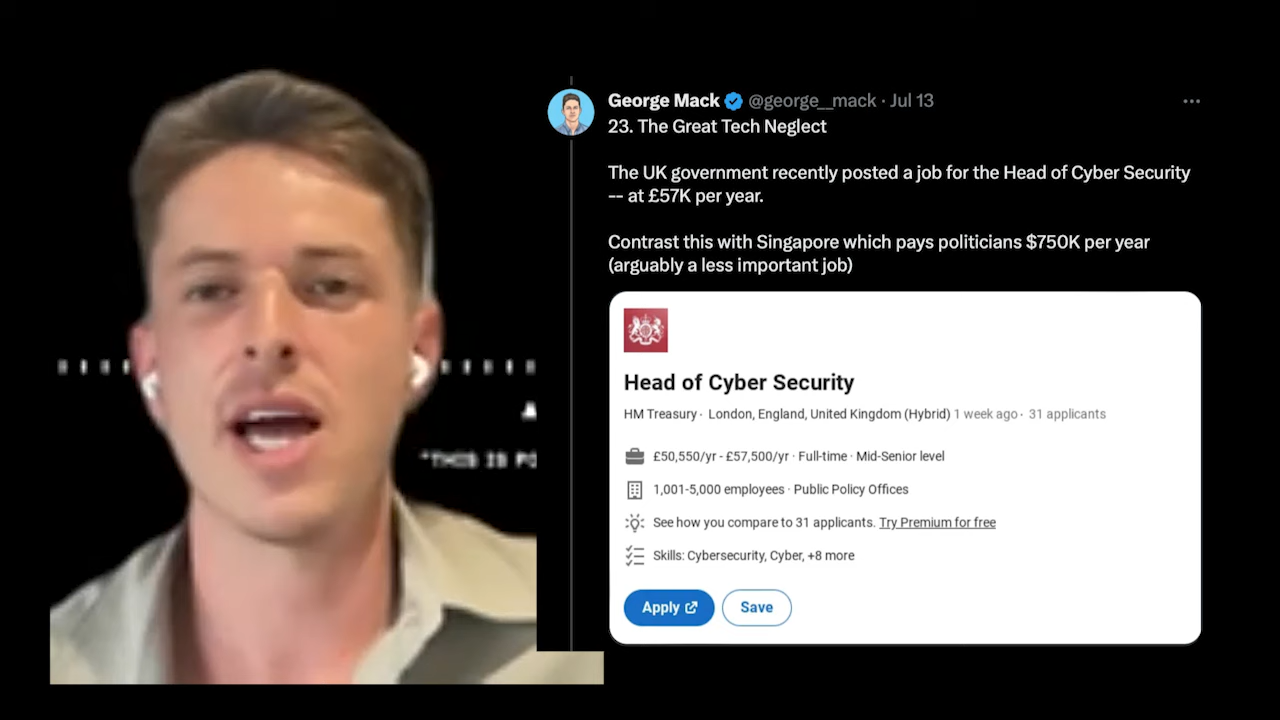 George Mack @george__mack · Jul 13
23. The Great Tech Neglect
The UK government recently posted a job for the Head of Cyber Security
-- at £57K per year.
Contrast this with Singapore which pays politicians $750K per year
(arguably a less important job)
Head of Cyber Security
HM Treasury · London, England, United Kingdom (Hybrid) 1 week ago · 31 applicants
£50,550/yr - £57,500/yr · Full-time · Mid-Senior level
1,001-5,000 employees · Public Policy Offices
See how you compare to 31 applicants. Try Premium for free
Skills: Cybersecurity, Cyber, +8 more
Apply
Save
"THIS IS